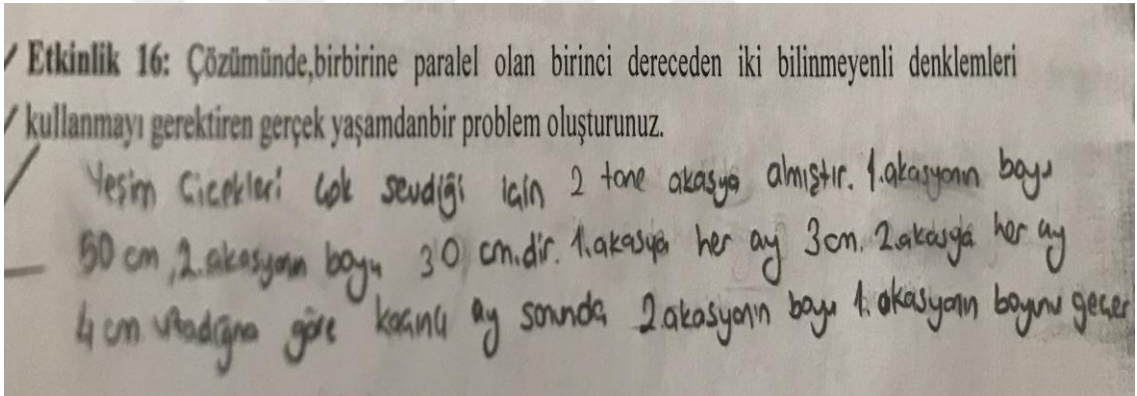 Etkinlik 16: Çözümünde,birbirine paralel olan birinci dereceden iki bilinmeyenli denklemleri
kullanmayı gerektiren gerçek yaşamdanbir problem oluşturunuz.
Yeşim Çiçekleri çok sevdiği için 2 tane akasya almıştır. 1.akasyanın boyu
50 cm, 2.akasyanın boyu 30 cm.dir. 1.akasya her ay 3cm. 2.akasya her ay
4 cm uzadığına göre kaçıncı ay sonunda 2.akasyanın boyu 1. akasyanın boyunu geçer